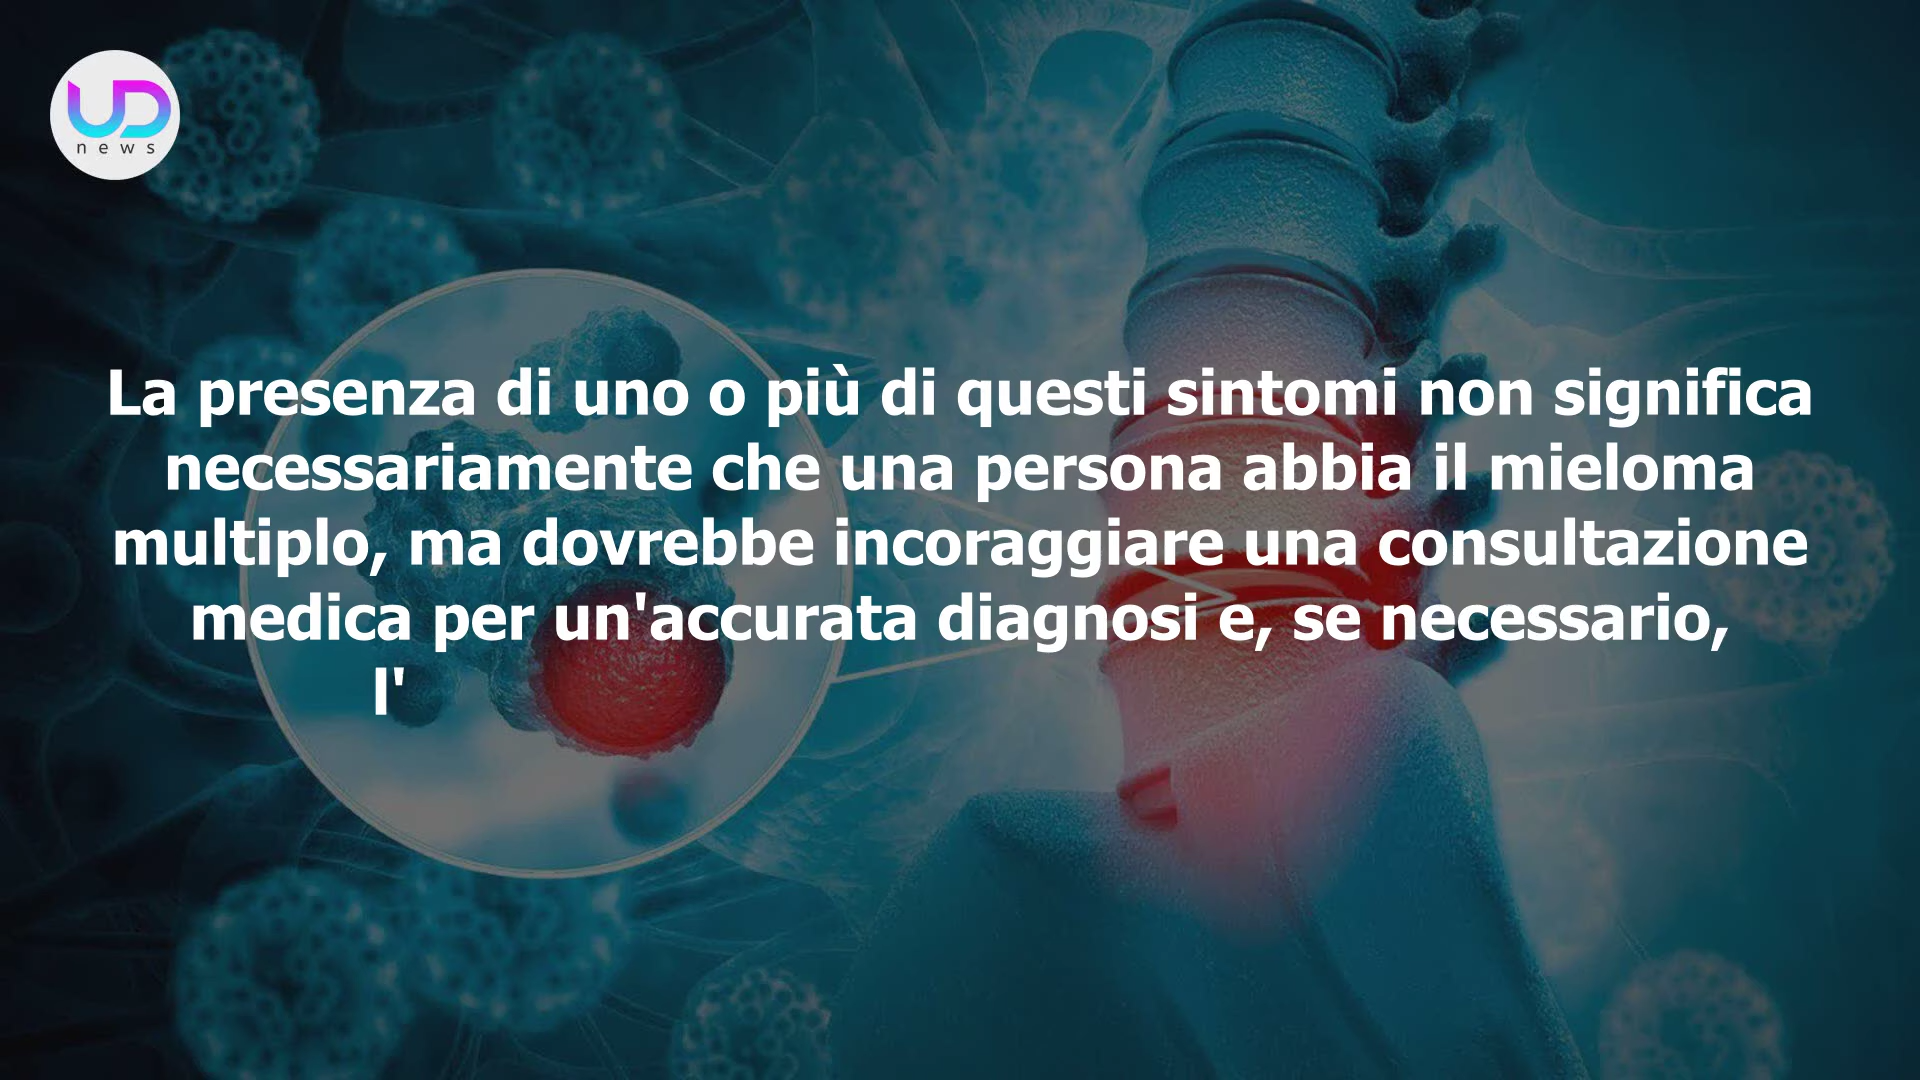 UD
news
La presenza di uno o più di questi sintomi non significa
necessariamente che una persona abbia il mieloma
multiplo, ma dovrebbe incoraggiare una consultazione
medica per un'accurata diagnosi e, se necessario,
l'